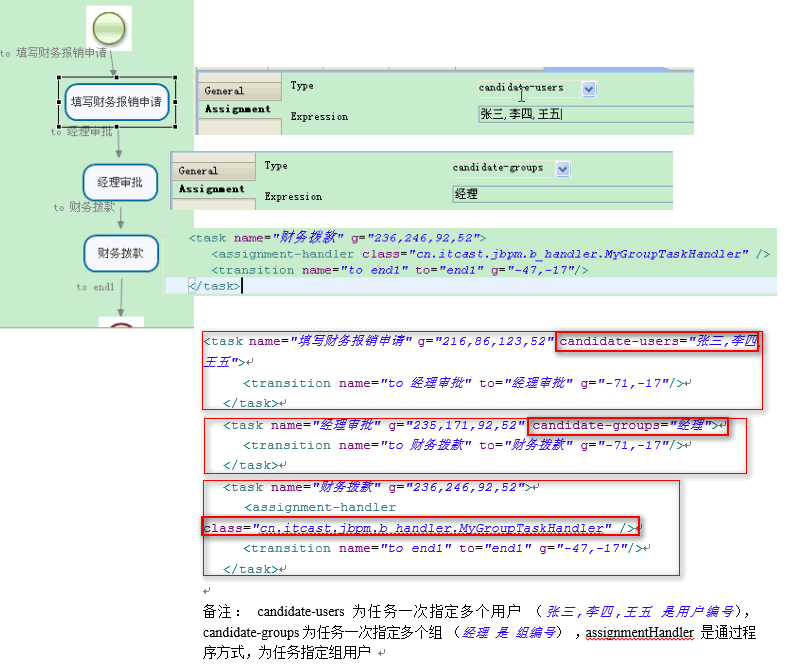 to 填写财务报销申请
填写财务报销申请
to 经理审批
经理审批
to 财务拨款
财务拨款
to end1
General
Assignment
Type
candidate-users
Expression
张三,李四,王五
General
Assignment
Type
candidate-groups
Expression
经理
<task name="财务拨款" g="236,246,92,52">
<assignment-handler class="cn.itcast.jbpm.b_handler.MyGroupTaskHandler" />
<transition name="to end1" to="end1" g="-47,-17"/>
</task>
<task name="填写财务报销申请" g="216,86,123,52" candidate-users="张三,李四,
王五">
<transition name="to 经理审批" to="经理审批" g="-71,-17"/>
</task>
<task name="经理审批" g="235,171,92,52" candidate-groups="经理">
<transition name="to 财务拨款" to="财务拨款" g="-71,-17"/>
</task>
<task name="财务拨款" g="236,246,92,52">
<assignment-handler
class="cn.itcast.jbpm.b_handler.MyGroupTaskHandler" />
<transition name="to end1" to="end1" g="-47,-17"/>
</task>
备注： candidate-users 为任务一次指定多个用户 （张三,李四,王五 是用户编号），
candidate-groups 为任务一次指定多个组 （经理 是 组编号），assignmentHandler 是通过程
序方式，为任务指定组用户